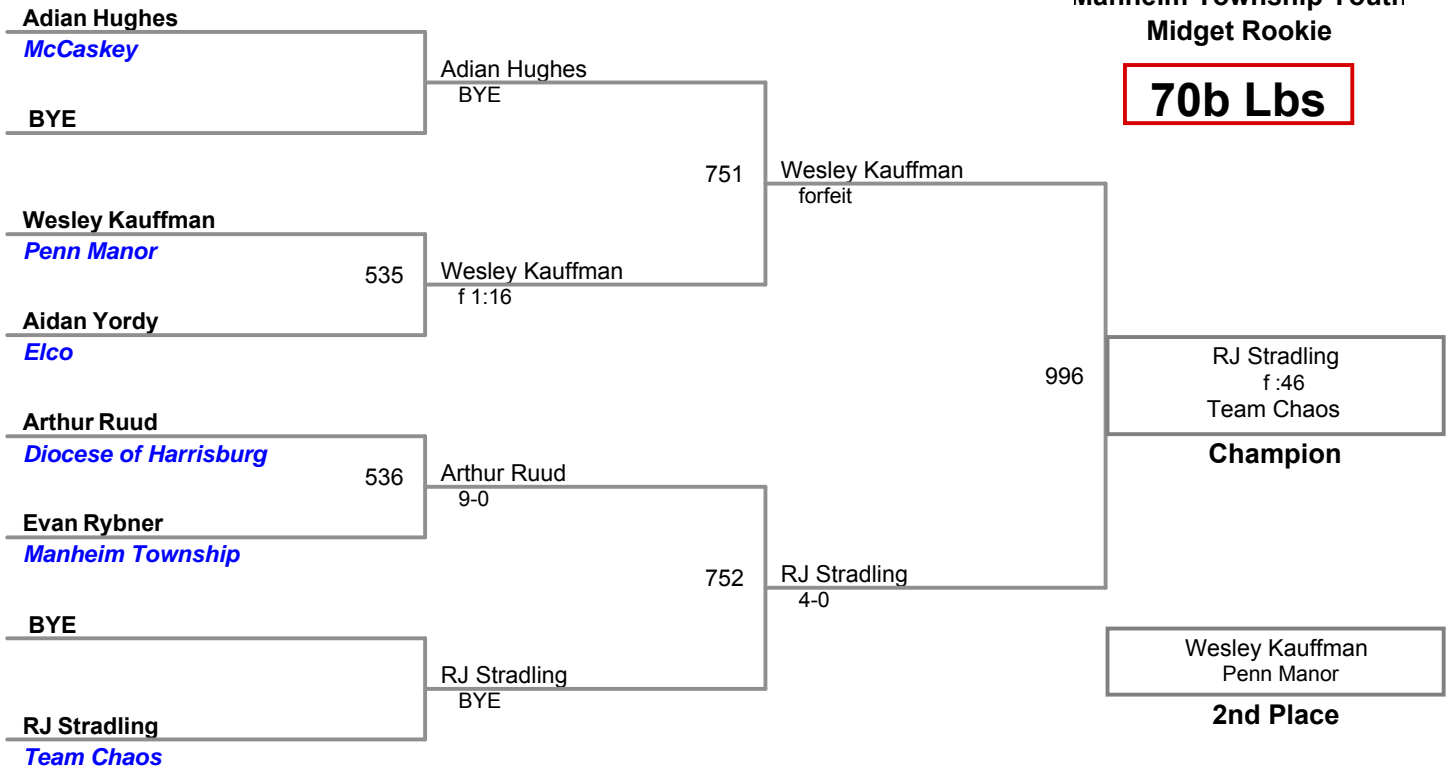 Manheim Township Youth
Midget Rookie
70b Lbs
Adian Hughes
McCaskey
BYE
Wesley Kauffman
Penn Manor
535
Aidan Yordy
Elco
Arthur Ruud
Diocese of Harrisburg
536
Evan Rybner
Manheim Township
BYE
RJ Stradling
Team Chaos
Adian Hughes
BYE
751
Wesley Kauffman
f 1:16
Arthur Ruud
9-0
752
RJ Stradling
BYE
Wesley Kauffman
forfeit
996
RJ Stradling
4-0
RJ Stradling
f :46
Team Chaos
Champion
Wesley Kauffman
Penn Manor
2nd Place